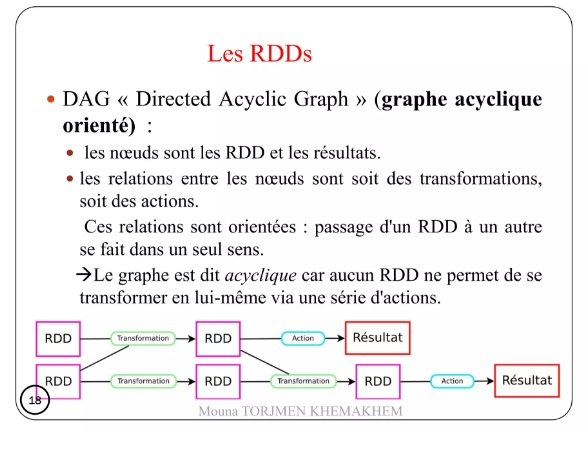 Les RDDs
• DAG « Directed Acyclic Graph » (graphe acyclique
orienté) :
• les nœuds sont les RDD et les résultats.
• les relations entre les nœuds sont soit des transformations,
soit des actions.
Ces relations sont orientées : passage d'un RDD à un autre
se fait dans un seul sens.
→Le graphe est dit acyclique car aucun RDD ne permet de se
transformer en lui-même via une série d'actions.
RDD Transformation RDD Action Résultat
RDD Transformation RDD Transformation RDD Action Résultat
18
Mouna TORJMEN KHEMAKHEM